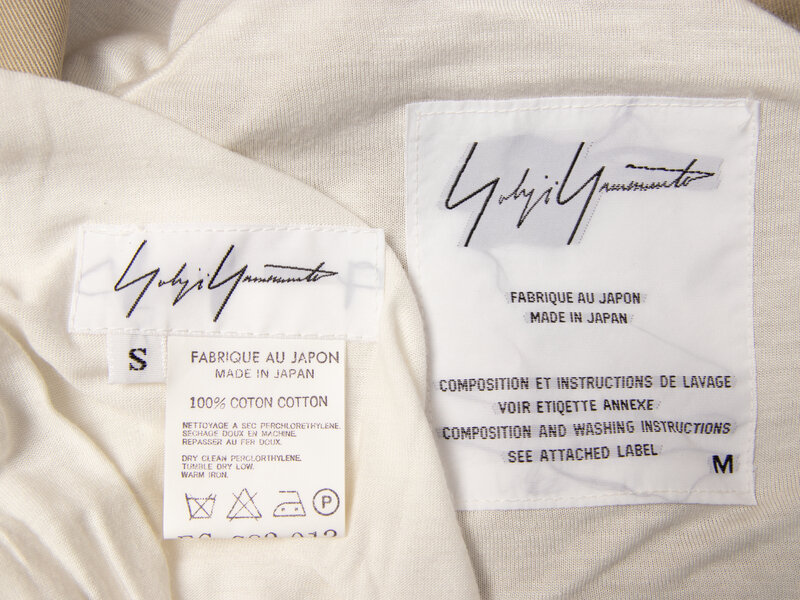 Yohji Yamamoto
S
FABRIQUE AU JAPON
MADE IN JAPAN
100% COTON COTTON
NETTOYAGE A SEC PERCHLORETHYLENE.
SECHAGE DOUX EN MACHINE.
REPASSER AU FER DOUX.
DRY CLEAN PERCLORTHYLENE.
TUMBLE DRY LOW.
WARM IRON.
P
Yohji Yamamoto
FABRIQUE AU JAPON
MADE IN JAPAN
COMPOSITION ET INSTRUCTIONS DE LAVAGE
VOIR ETIQETTE ANNEXE
COMPOSITION AND WASHING INSTRUCTIONS
SEE ATTACHED LABEL
M